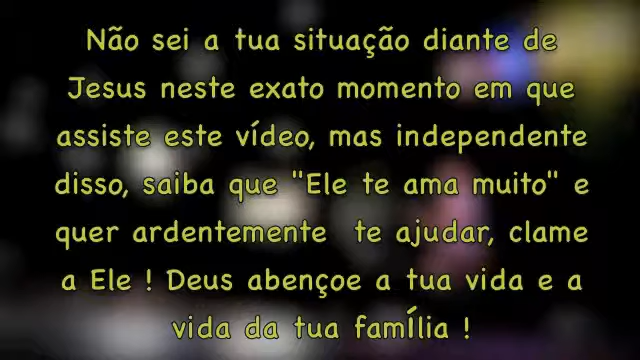 Não sei a tua situação diante de
Jesus neste exato momento em que
assiste este vídeo, mas independente
disso, saiba que "Ele te ama muito" e
quer ardentemente te ajudar, clame
a Ele ! Deus abençoe a tua vida e a
vida da tua família !